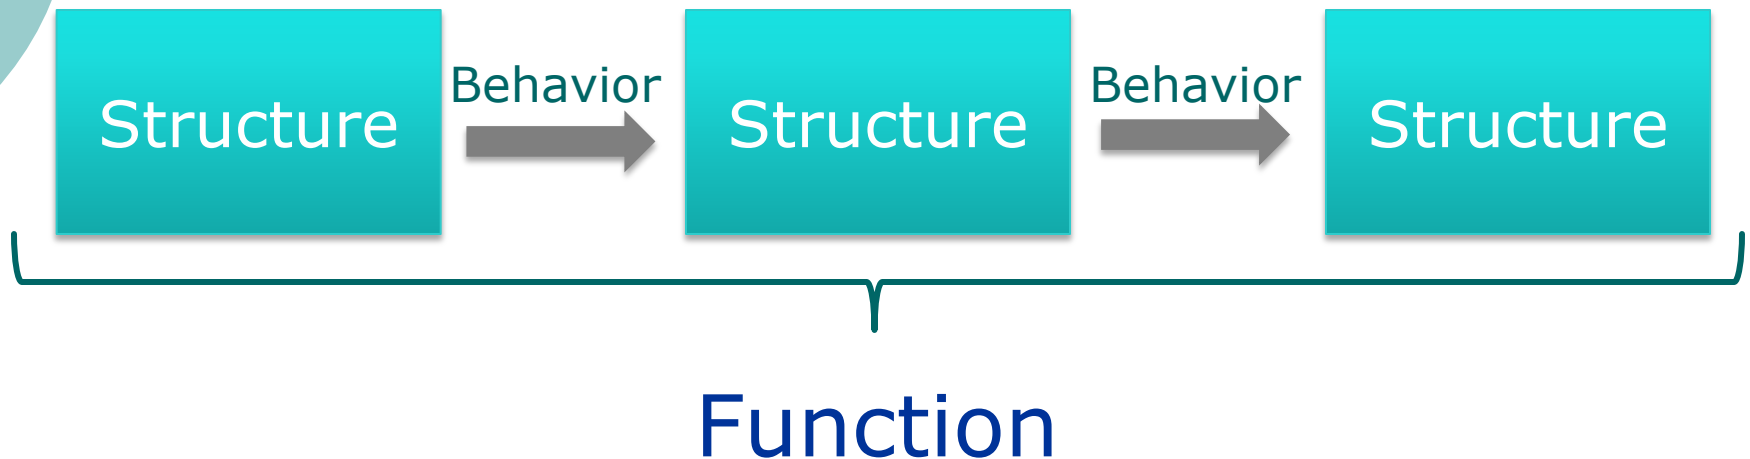 Structure
Behavior
Structure
Behavior
Structure
Function